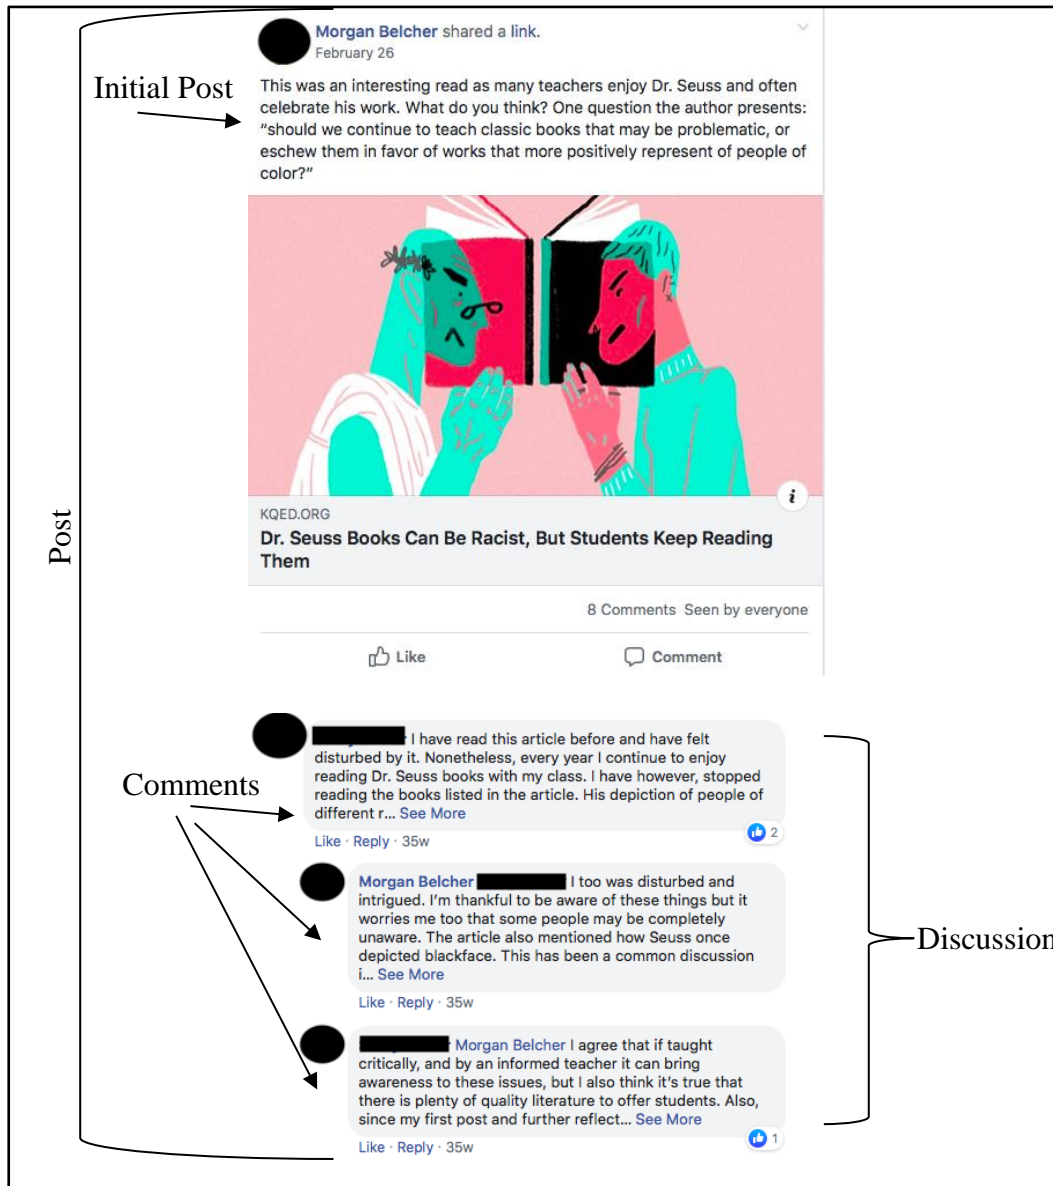 Morgan Belcher shared a link.
February 26
Initial Post
This was an interesting read as many teachers enjoy Dr. Seuss and often
celebrate his work. What do you think? One question the author presents:
“should we continue to teach classic books that may be problematic, or
eschew them in favor of works that more positively represent of people of
color?”
i
KQED.ORG
Dr. Seuss Books Can Be Racist, But Students Keep Reading
Them
8 Comments Seen by everyone
Like Comment
Post
Comments
I have read this article before and have felt
disturbed by it. Nonetheless, every year I continue to enjoy
reading Dr. Seuss books with my class. I have however, stopped
reading the books listed in the article. His depiction of people of
different r... See More
2
Like · Reply · 35w
Morgan Belcher I too was disturbed and
intrigued. I’m thankful to be aware of these things but it
worries me too that some people may be completely
unaware. The article also mentioned how Seuss once
depicted blackface. This has been a common discussion
i... See More
Like · Reply · 35w
Morgan Belcher I agree that if taught
critically, and by an informed teacher it can bring
awareness to these issues, but I also think it’s true that
there is plenty of quality literature to offer students. Also,
since my first post and further reflect... See More
1
Like · Reply · 35w
Discussion